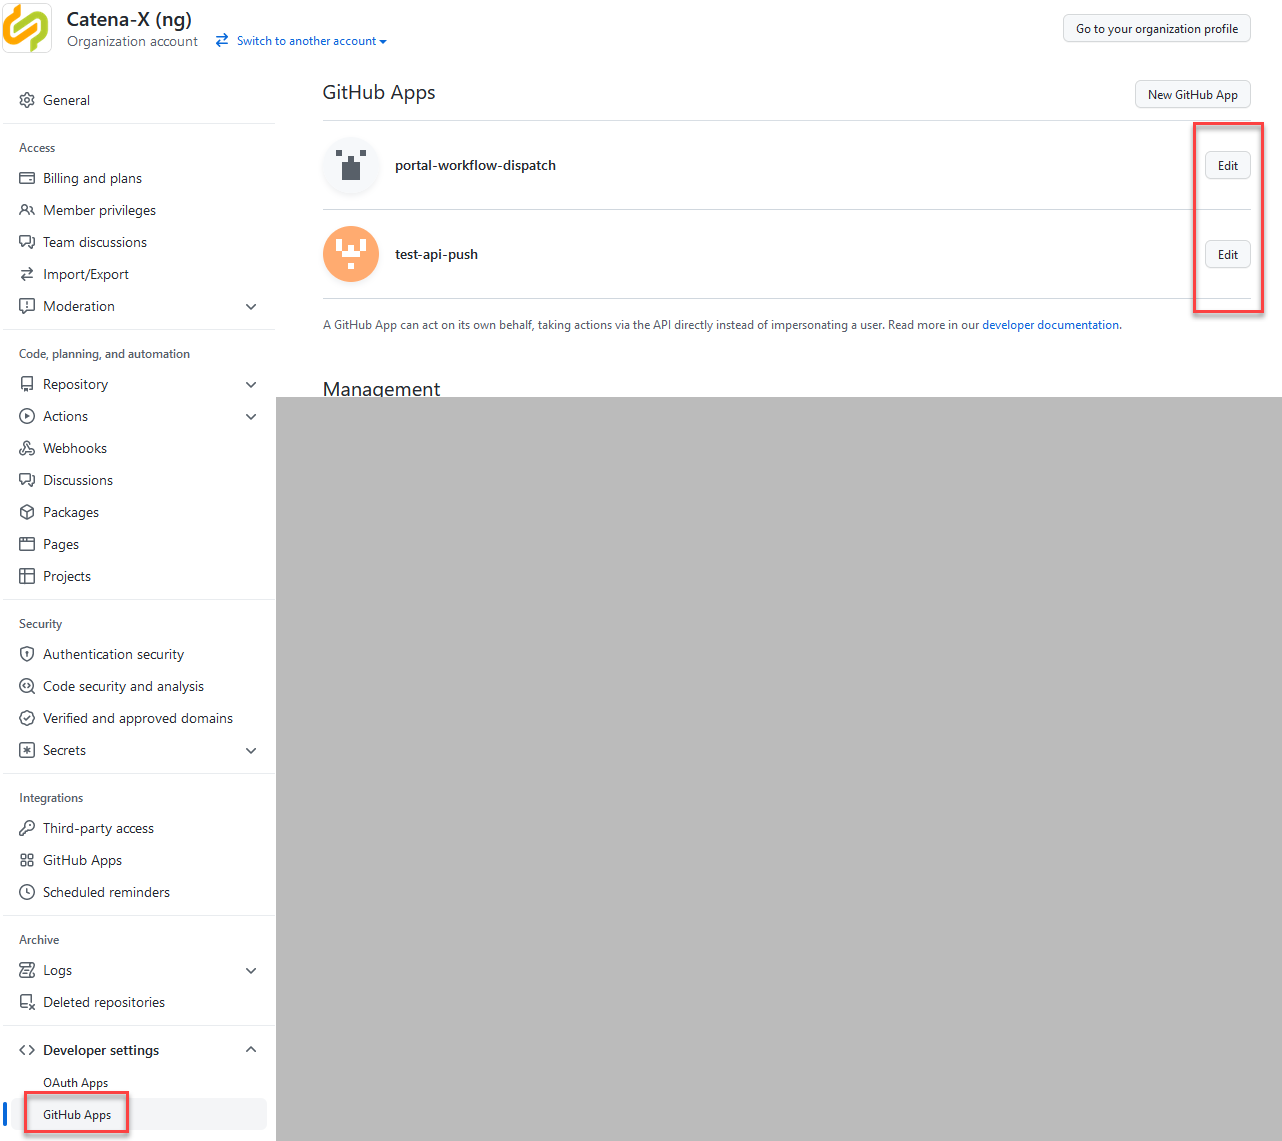 Catena-X (ng)
Organization account
Switch to another account
Go to your organization profile
General
Access
Billing and plans
Member privileges
Team discussions
Import/Export
Moderation
Code, planning, and automation
Repository
Actions
Webhooks
Discussions
Packages
Pages
Projects
Security
Authentication security
Code security and analysis
Verified and approved domains
Secrets
Integrations
Third-party access
GitHub Apps
Scheduled reminders
Archive
Logs
Deleted repositories
Developer settings
OAuth Apps
GitHub Apps
GitHub Apps
New GitHub App
portal-workflow-dispatch
Edit
test-api-push
Edit
A GitHub App can act on its own behalf, taking actions via the API directly instead of impersonating a user. Read more in our developer documentation.
Management